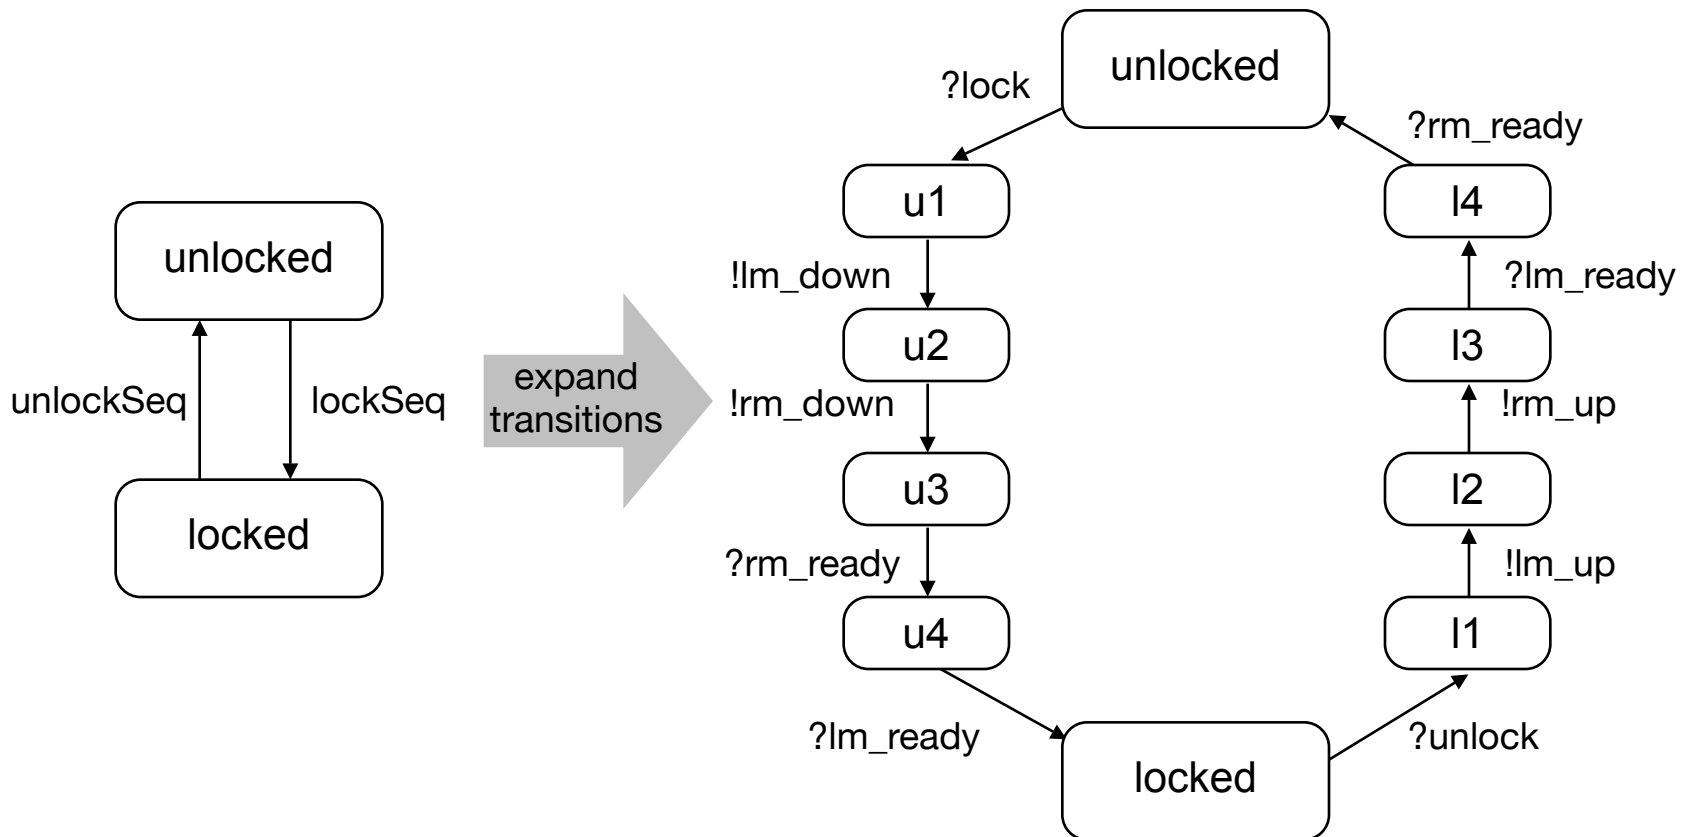 unlocked
unlockSeq
lockSeq
locked
expand
transitions
unlocked
?lock
?rm_ready
u1
l4
!lm_down
?lm_ready
u2
l3
!rm_down
!rm_up
u3
l2
?rm_ready
!lm_up
u4
l1
?lm_ready
?unlock
locked